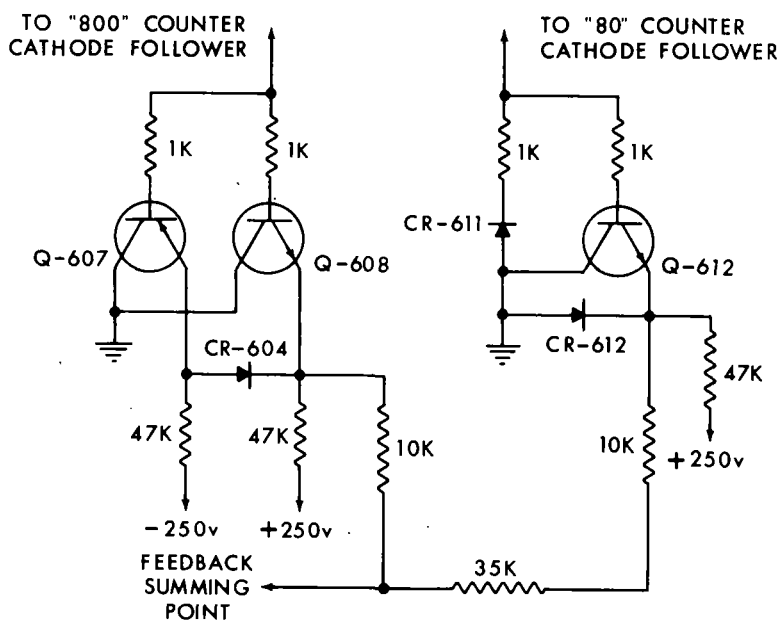 TO "800" COUNTER
CATHODE FOLLOWER
TO "80" COUNTER
CATHODE FOLLOWER
1K
1K
1K
1K
CR-611
Q-607
Q-608
Q-612
CR-604
CR-612
47K
47K
10K
10K
47K
-250v
+250v
+250v
FEEDBACK
SUMMING
POINT
35K